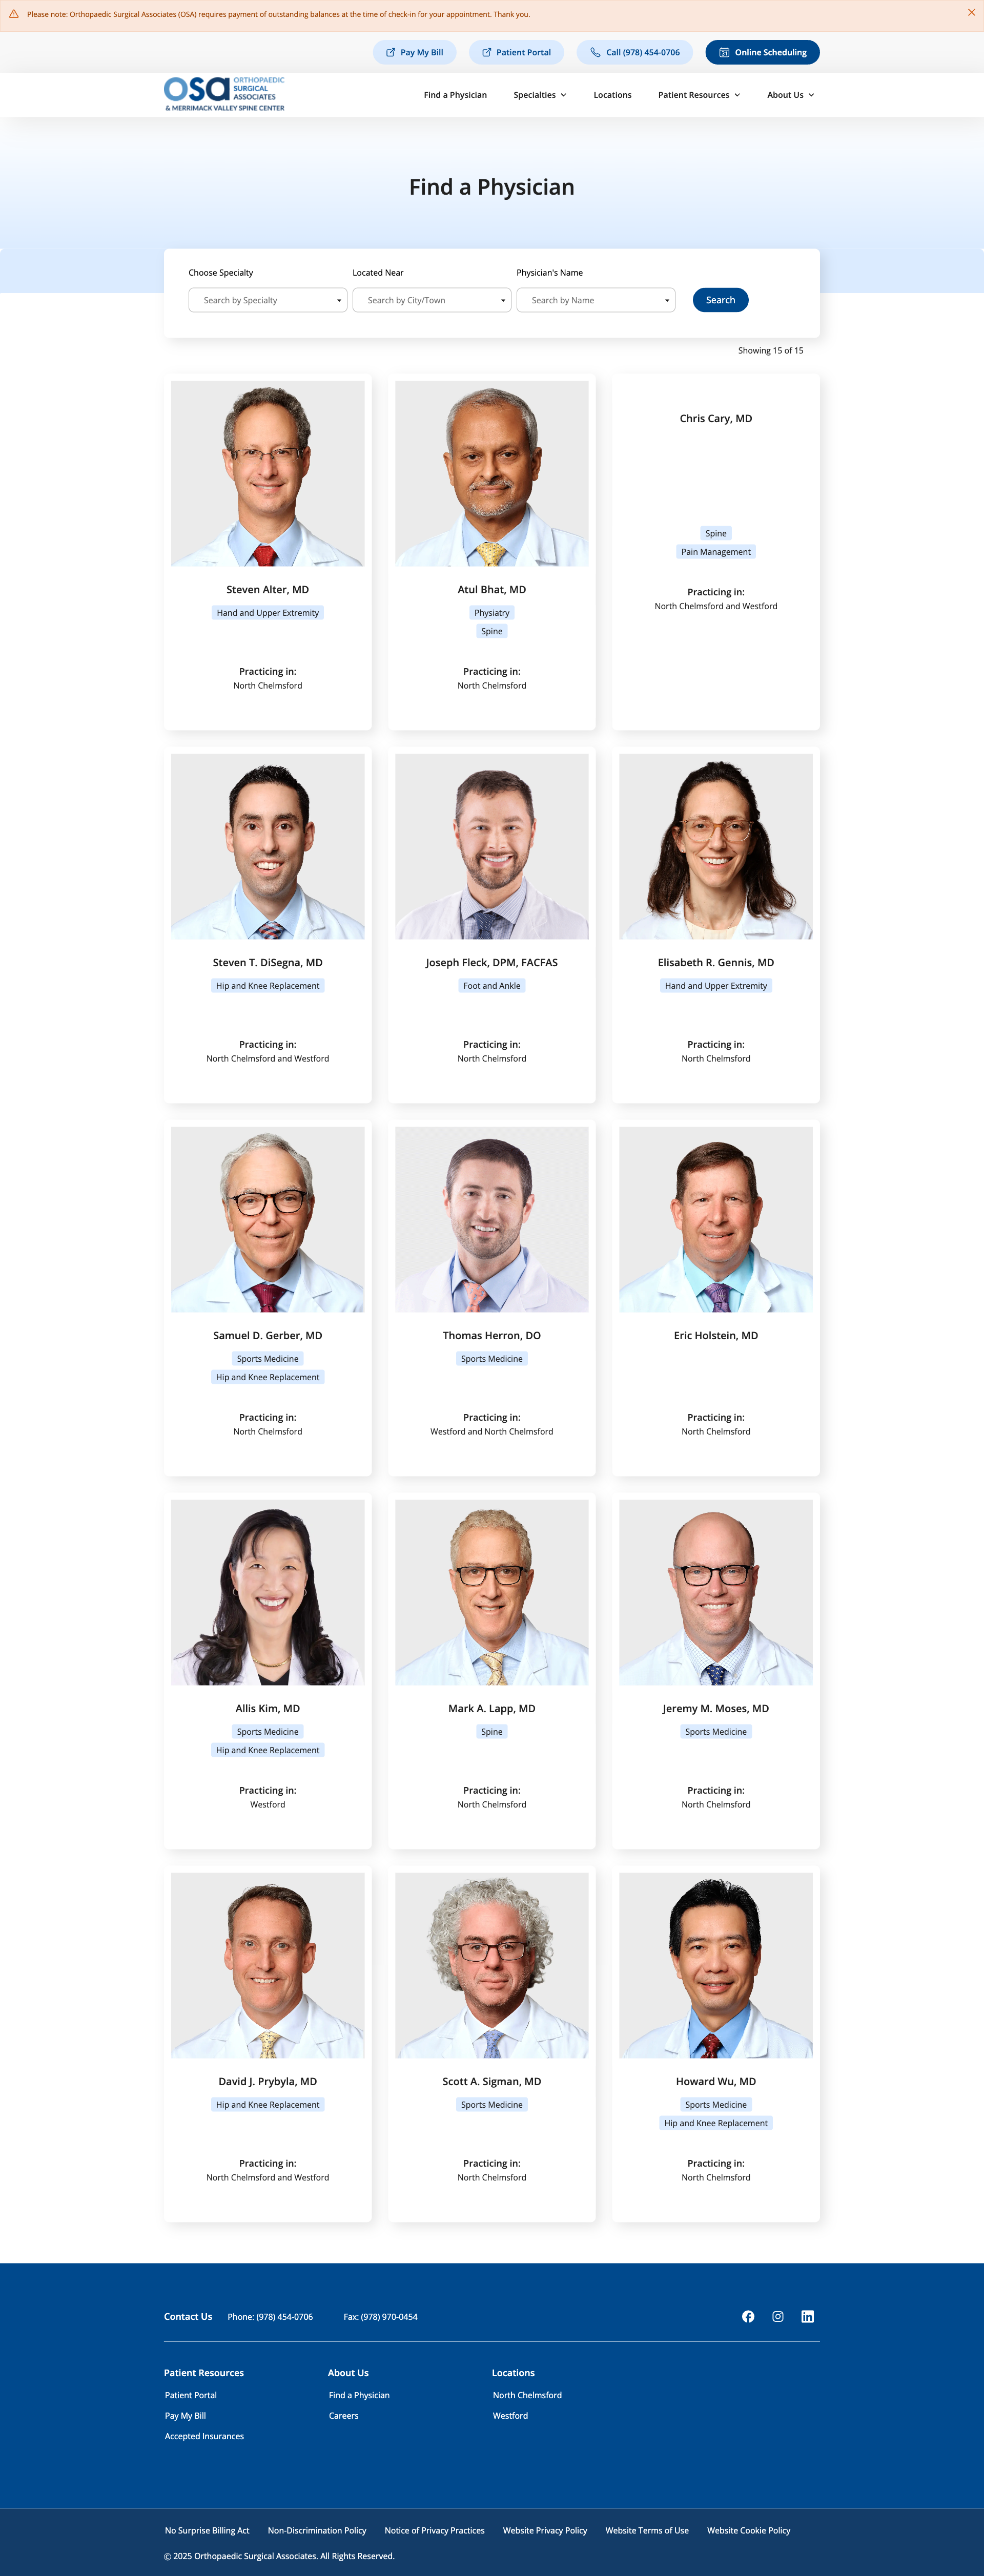 Please note: Orthopaedic Surgical Associates (OSA) requires payment of outstanding balances at the time of check-in for your appointment. Thank you.
Pay My Bill
Patient Portal
Call (978) 454-0706
Online Scheduling
osa ORTHOPAEDIC
SURGICAL
ASSOCIATES
& MERRIMACK VALLEY SPINE CENTER
Find a Physician
Specialties
Locations
Patient Resources
About Us
Find a Physician
Choose Specialty
Located Near
Physician's Name
Search by Specialty
Search by City/Town
Search by Name
Search
Showing 15 of 15
Steven Alter, MD
Hand and Upper Extremity
Practicing in:
North Chelmsford
Atul Bhat, MD
Physiatry
Spine
Practicing in:
North Chelmsford
Chris Cary, MD
Spine
Pain Management
Practicing in:
North Chelmsford and Westford
Steven T. DiSegna, MD
Hip and Knee Replacement
Practicing in:
North Chelmsford and Westford
Joseph Fleck, DPM, FACFAS
Foot and Ankle
Practicing in:
North Chelmsford
Elisabeth R. Gennis, MD
Hand and Upper Extremity
Practicing in:
North Chelmsford
Samuel D. Gerber, MD
Sports Medicine
Hip and Knee Replacement
Practicing in:
North Chelmsford
Thomas Herron, DO
Sports Medicine
Practicing in:
Westford and North Chelmsford
Eric Holstein, MD
Practicing in:
North Chelmsford
Allis Kim, MD
Sports Medicine
Hip and Knee Replacement
Practicing in:
Westford
Mark A. Lapp, MD
Spine
Practicing in:
North Chelmsford
Jeremy M. Moses, MD
Sports Medicine
Practicing in:
North Chelmsford
David J. Prybyla, MD
Hip and Knee Replacement
Practicing in:
North Chelmsford and Westford
Scott A. Sigman, MD
Sports Medicine
Practicing in:
North Chelmsford
Howard Wu, MD
Sports Medicine
Hip and Knee Replacement
Practicing in:
North Chelmsford
Contact Us
Phone: (978) 454-0706
Fax: (978) 970-0454
Patient Resources
Patient Portal
Pay My Bill
Accepted Insurances
About Us
Find a Physician
Careers
Locations
North Chelmsford
Westford
No Surprise Billing Act
Non-Discrimination Policy
Notice of Privacy Practices
Website Privacy Policy
Website Terms of Use
Website Cookie Policy
© 2025 Orthopaedic Surgical Associates. All Rights Reserved.